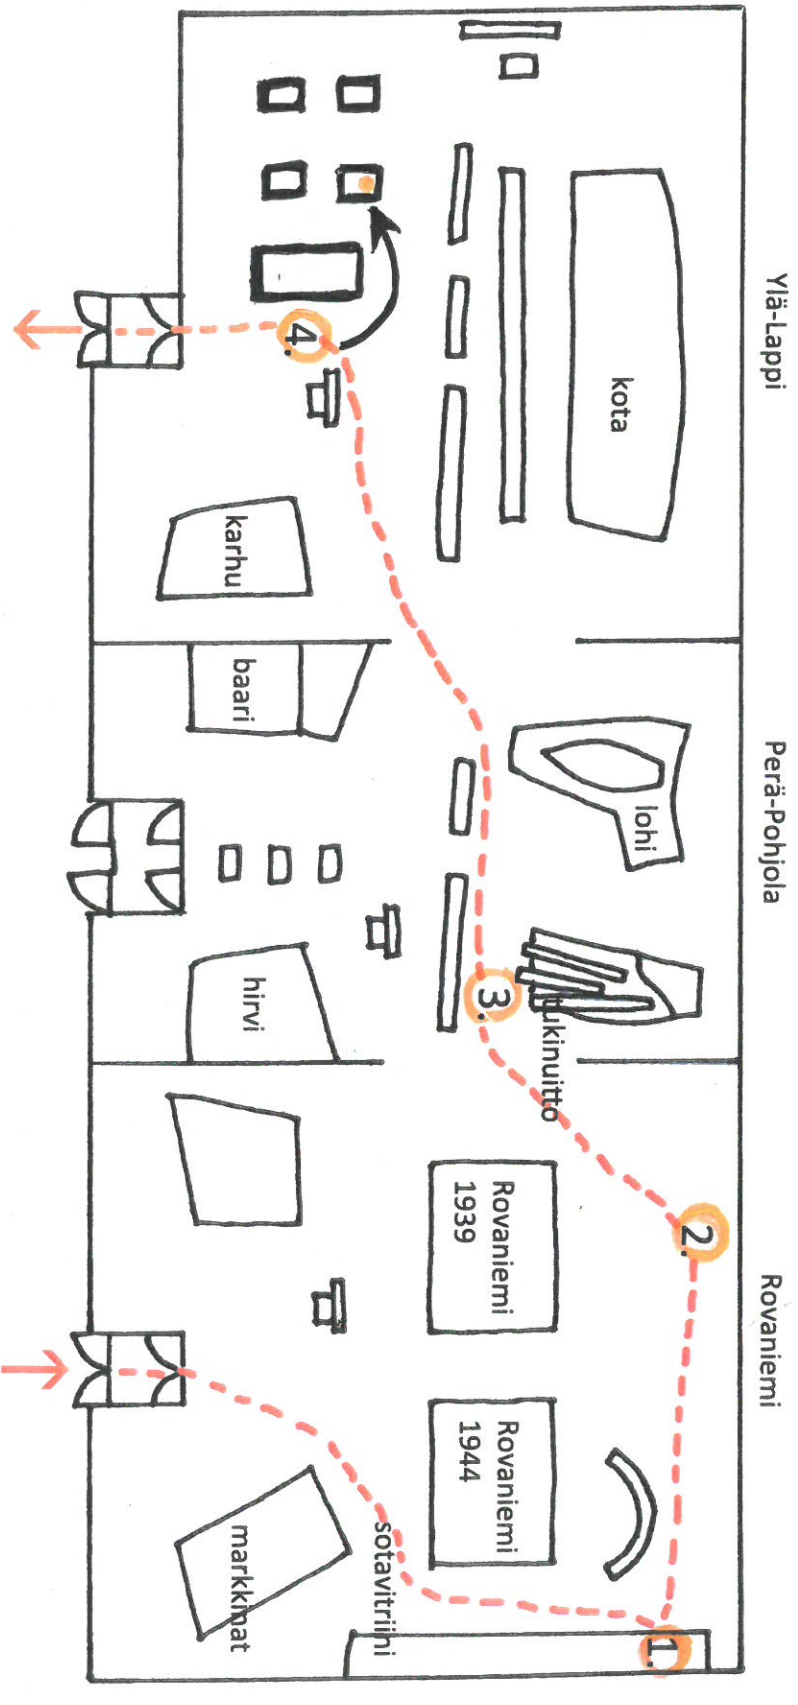 Ylä-Lappi
Perä-Pohjola
Rovaniemi
kota
lohi
tukinuitto
karhu
baari
hirvi
Rovaniemi
1939
Rovaniemi
1944
sotavitriini
markkinat
1.
2.
3.
4.